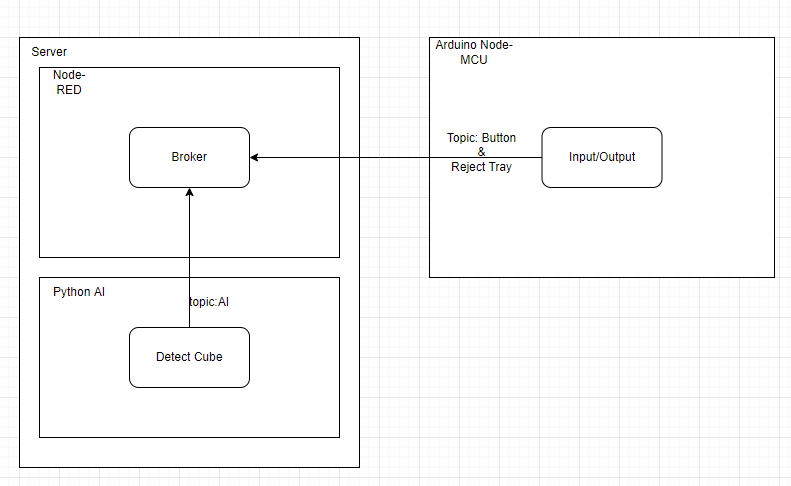 Server
Node-
RED
Broker
Python AI
topic:AI
Detect Cube
Arduino Node-
MCU
Topic: Button
&
Reject Tray
Input/Output